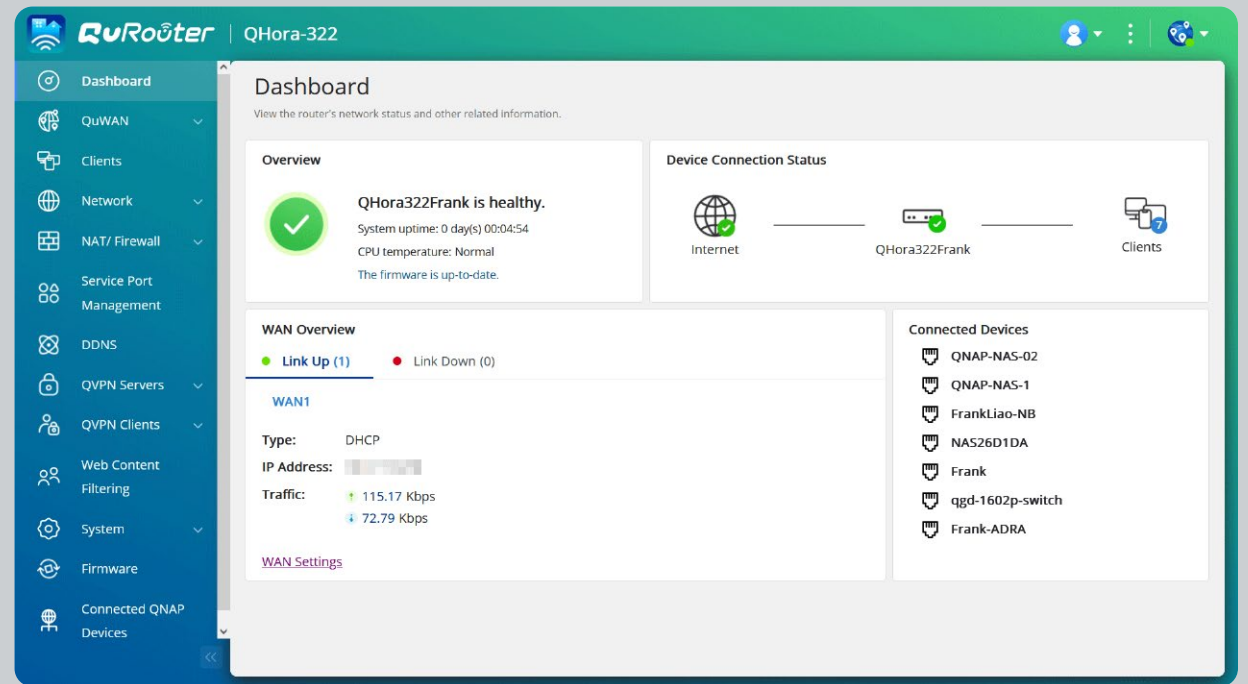 QuRouter | QHora-322
Dashboard
QuWAN
Clients
Network
NAT/ Firewall
Service Port
Management
DDNS
QVPN Servers
QVPN Clients
Web Content
Filtering
System
Firmware
Connected QNAP
Devices
Dashboard
View the router's network status and other related information.
Overview
QHora322Frank is healthy.
System uptime: 0 day(s) 00:04:54
CPU temperature: Normal
The firmware is up-to-date.
Device Connection Status
Internet
QHora322Frank
7
Clients
WAN Overview
Link Up (1)
Link Down (0)
WAN1
Type: DHCP
IP Address:
Traffic: 115.17 Kbps
72.79 Kbps
WAN Settings
Connected Devices
QNAP-NAS-02
QNAP-NAS-1
FrankLiao-NB
NAS26D1DA
Frank
qgd-1602p-switch
Frank-ADRA